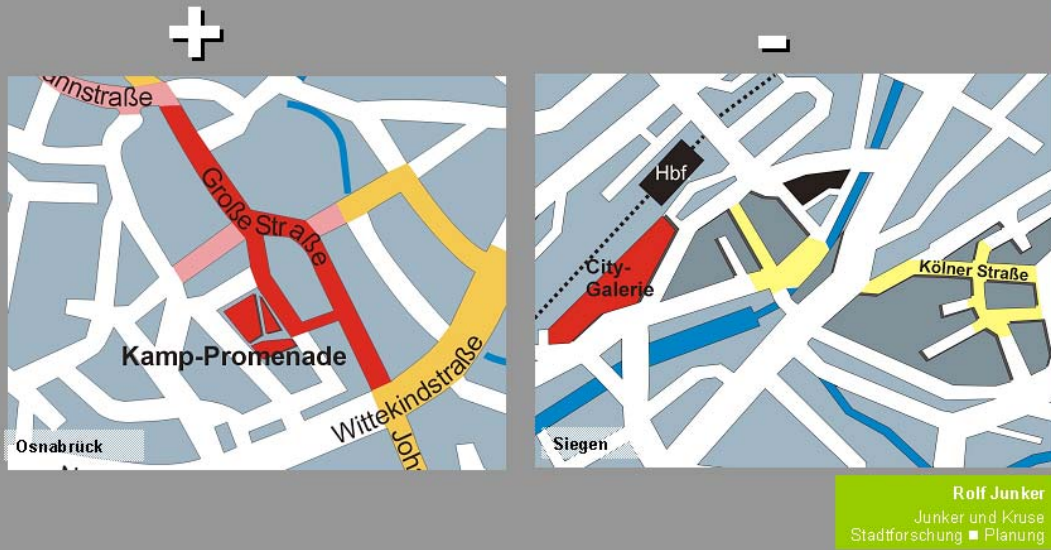 +
-
nnstraße
Große Straße
Kamp-Promenade
Wittekindstraße
Joh
Osnabrück
Hbf
City-
Galerie
Kölner Straße
Siegen
Rolf Junker
Junker und Kruse
Stadtforschung ■ Planung